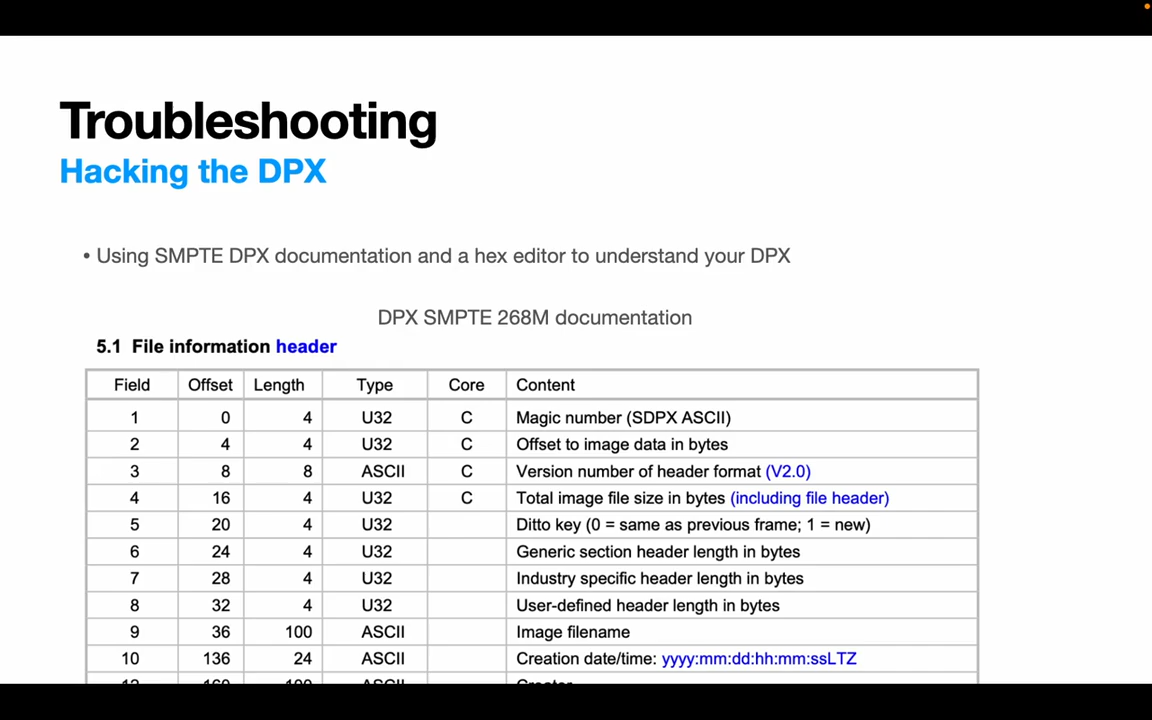 Troubleshooting
Hacking the DPX
• Using SMPTE DPX documentation and a hex editor to understand your DPX
DPX SMPTE 268M documentation
5.1 File information header
Field Offset Length Type Core Content
1 0 4 U32 C Magic number (SDPX ASCII)
2 4 4 U32 C Offset to image data in bytes
3 8 8 ASCII C Version number of header format (V2.0)
4 16 4 U32 C Total image file size in bytes (including file header)
5 20 4 U32 Ditto key (0 = same as previous frame; 1 = new)
6 24 4 U32 Generic section header length in bytes
7 28 4 U32 Industry specific header length in bytes
8 32 4 U32 User-defined header length in bytes
9 36 100 ASCII Image filename
10 136 24 ASCII Creation date/time: yyyy:mm:dd:hh:mm:ssLTZ